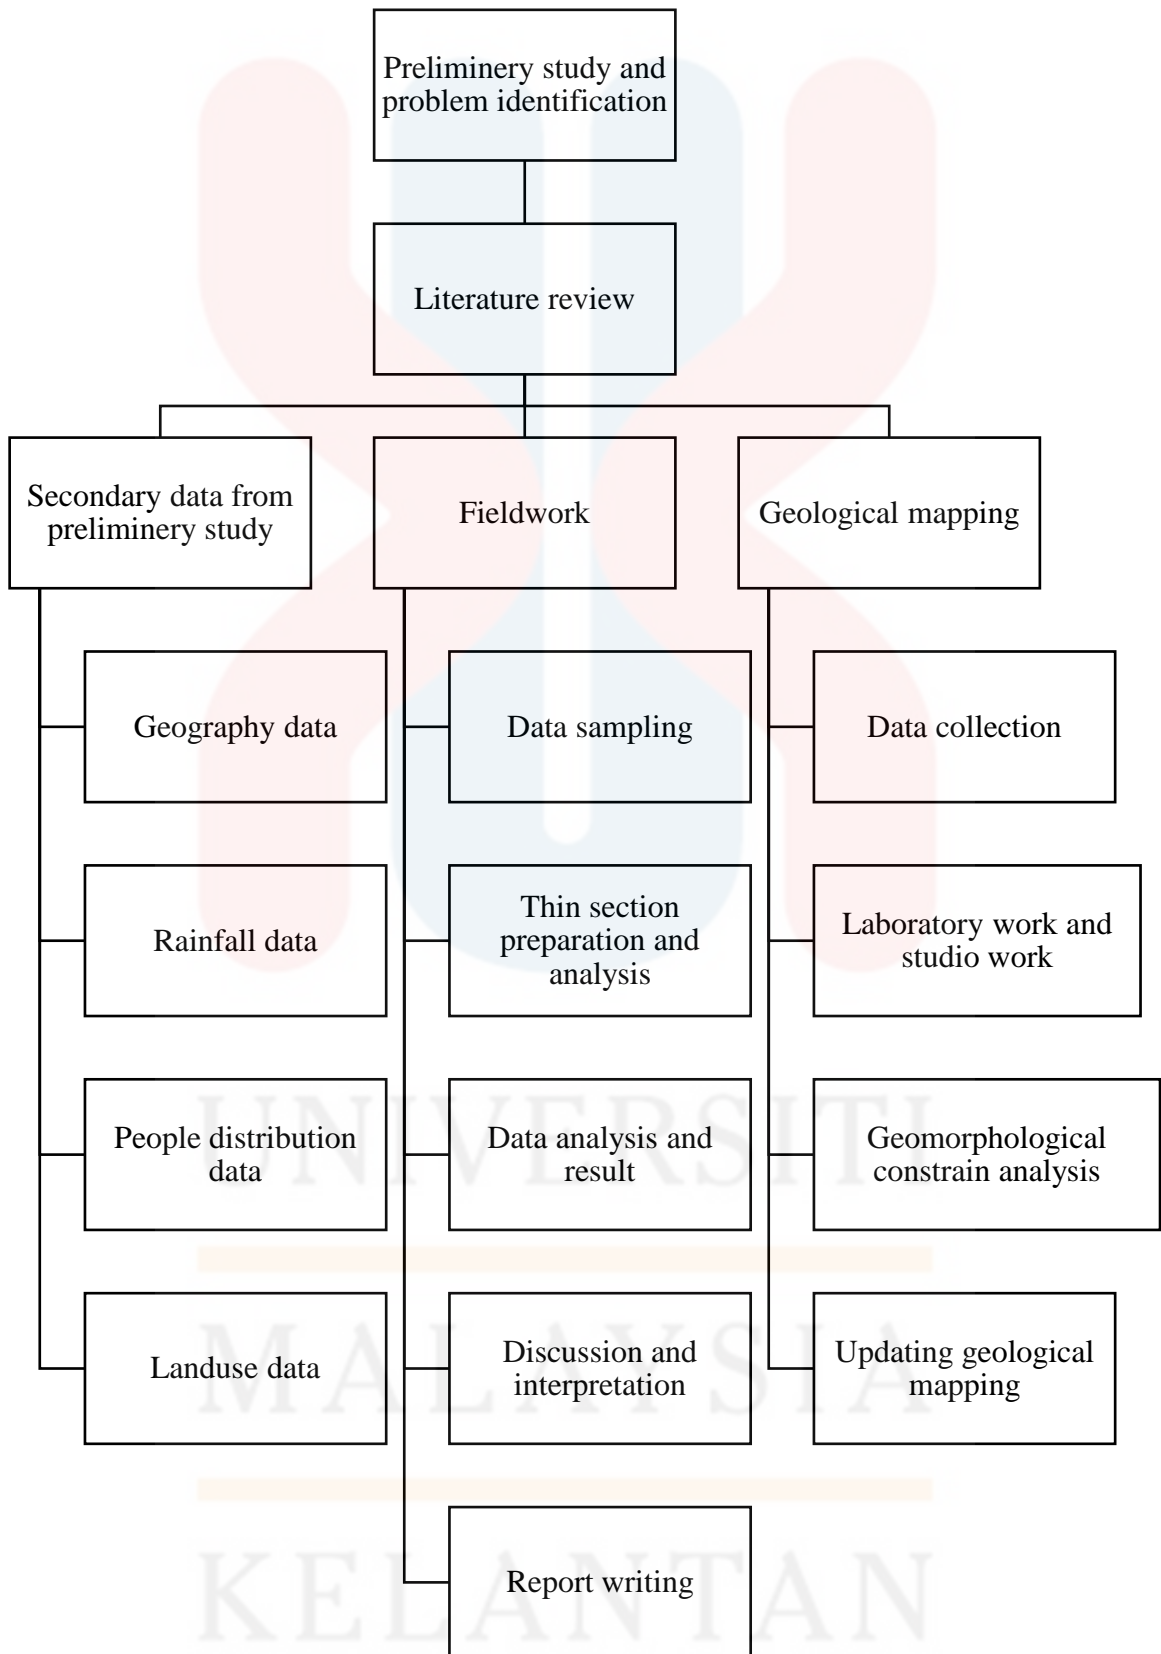 Preliminery study and
problem identification
Literature review
Secondary data from
preliminery study
Fieldwork
Geological mapping
Geography data
Data sampling
Data collection
Rainfall data
Thin section
preparation and
analysis
Laboratory work and
studio work
People distribution
data
Data analysis and
result
Geomorphological
constrain analysis
Landuse data
Discussion and
interpretation
Updating geological
mapping
Report writing
UNIVERSITI
MALAYSIA
KELANTAN